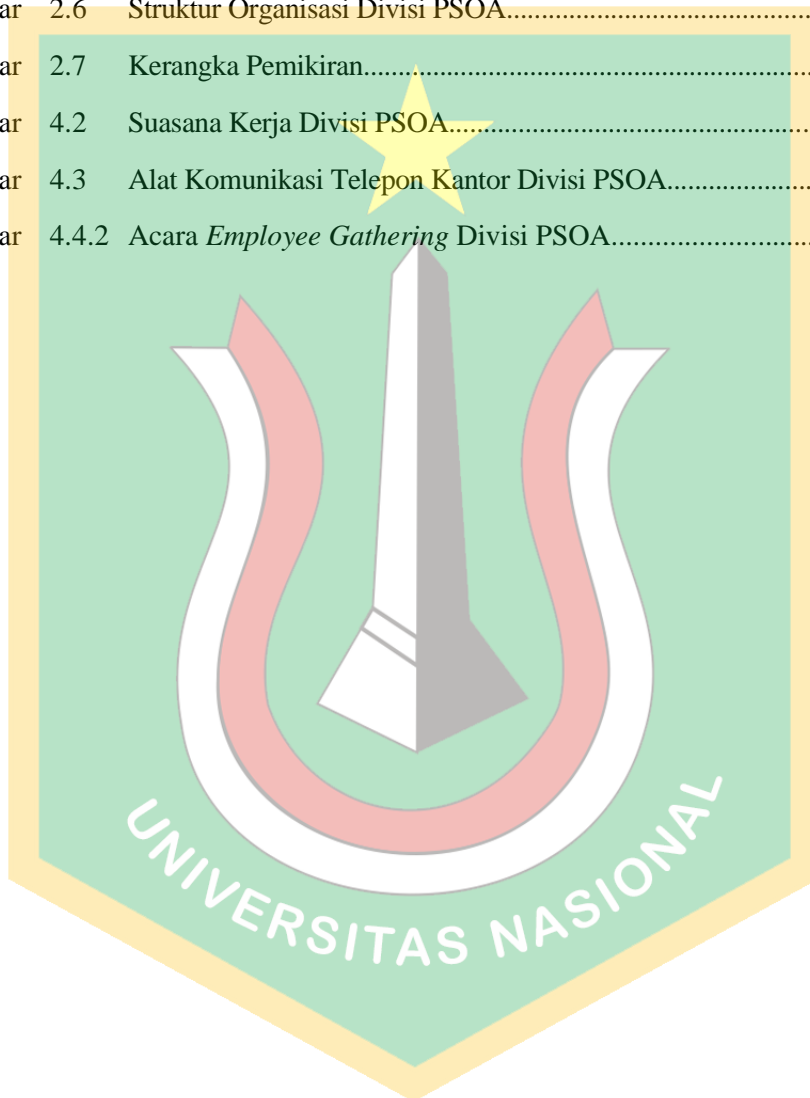 ar 2.6 Struktur Organisasi Divisi PSOA
ar 2.7 Kerangka Pemikiran
ar 4.2 Suasana Kerja Divisi PSOA
ar 4.3 Alat Komunikasi Telepon Kantor Divisi PSOA
ar 4.4.2 Acara Employee Gathering Divisi PSOA
UNIVERSITAS NASIONAL